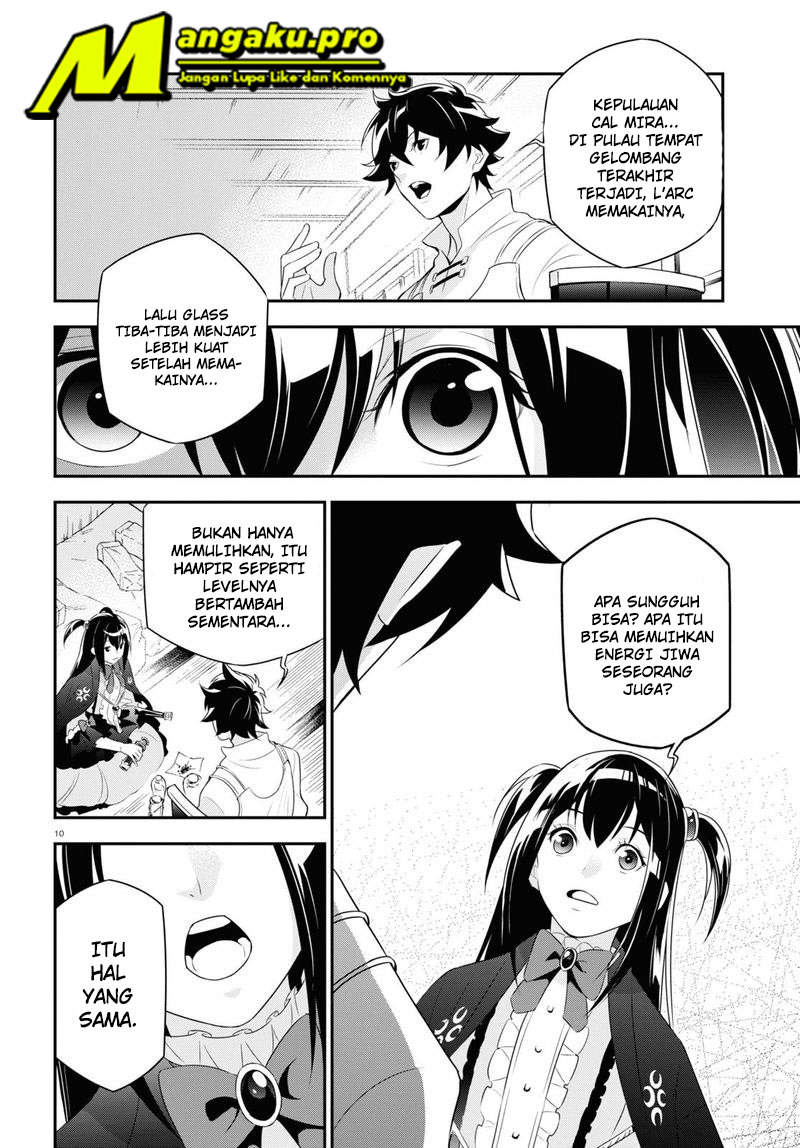 Mangaku.pro
Jangan Lupa Like dan Komennya
KEPULAUAN
CAL MIRA...
DI PULAU TEMPAT
GELOMBANG
TERAKHIR
TERJADI, L'ARC
MEMAKAINYA,
LALU GLASS
TIBA-TIBA MENJADI
LEBIH KUAT
SETELAH MEMA-
KAINYA...
APA SUNGGUH
BISA? APA ITU
BISA MEMUIHKAN
ENERGI JIWA
SESEORANG
JUGA?
BUKAN HANYA
MEMULIHKAN, ITU
HAMPIR SEPERTI
LEVELNYA
BERTAMBAH
SEMENTARA...
10
ITU
HAL
YANG
SAMA.